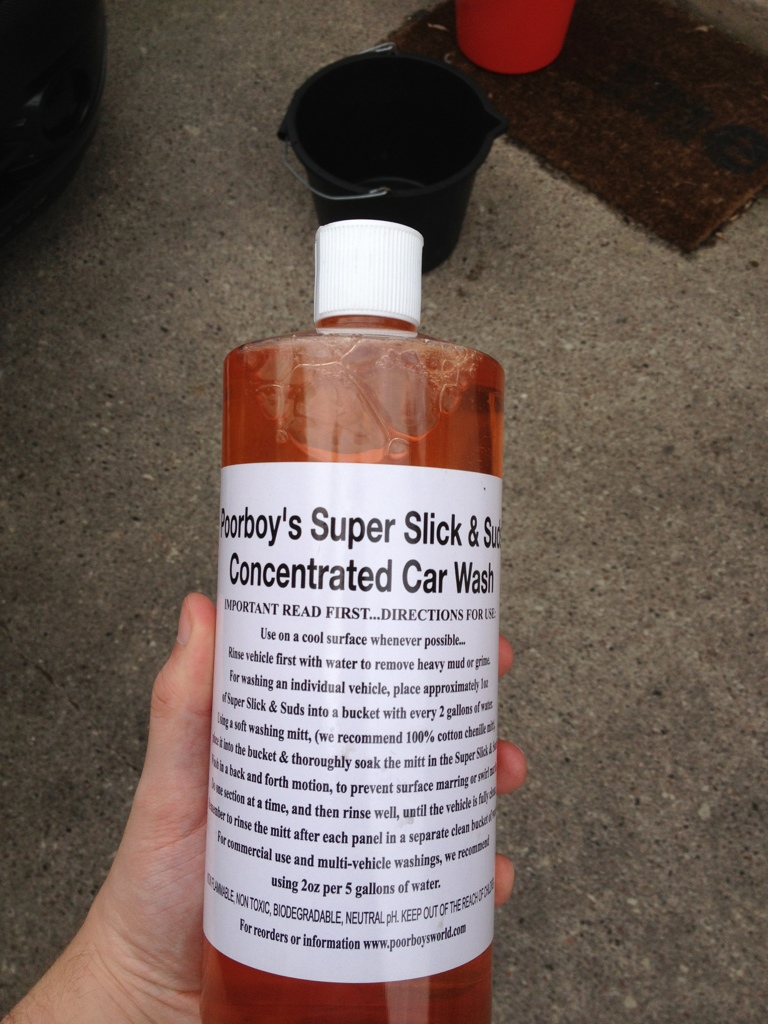 Poorboy's Super Slick & Suds
Concentrated Car Wash
IMPORTANT READ FIRST...DIRECTIONS FOR USE:
Use on a cool surface whenever possible...
Rinse vehicle first with water to remove heavy mud or grime.
For washing an individual vehicle, place approximately 1oz
of Super Slick & Suds into a bucket with every 2 gallons of water.
Using a soft washing mitt, (we recommend 100% cotton chenille mitt,
it into the bucket & thoroughly soak the mitt in the Super Slick &
in a back and forth motion, to prevent surface marring or swirl
one section at a time, and then rinse well, until the vehicle is fully
to rinse the mitt after each panel in a separate clean bucket of
For commercial use and multi-vehicle washings, we recommend
using 2oz per 5 gallons of water.
FLAMMABLE, NON TOXIC, BIODEGRADABLE, NEUTRAL pH. KEEP OUT OF THE REACH OF
For reorders or information www.poorboysworld.com